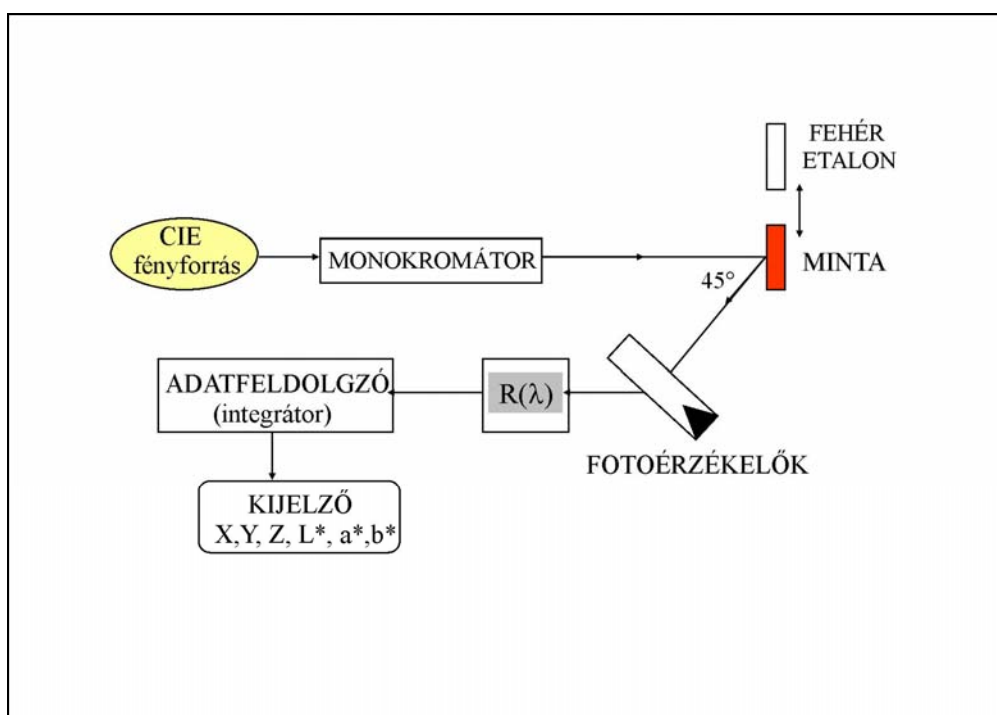 FEHÉR
ETALON
CIE
fényforrás
MONOKROMÁTOR
MINTA
45°
ADATFELDOLGZÓ
(integrátor)
R(λ)
FOTOÉRZÉKELŐK
KIJELZŐ
X,Y, Z, L*, a*,b*